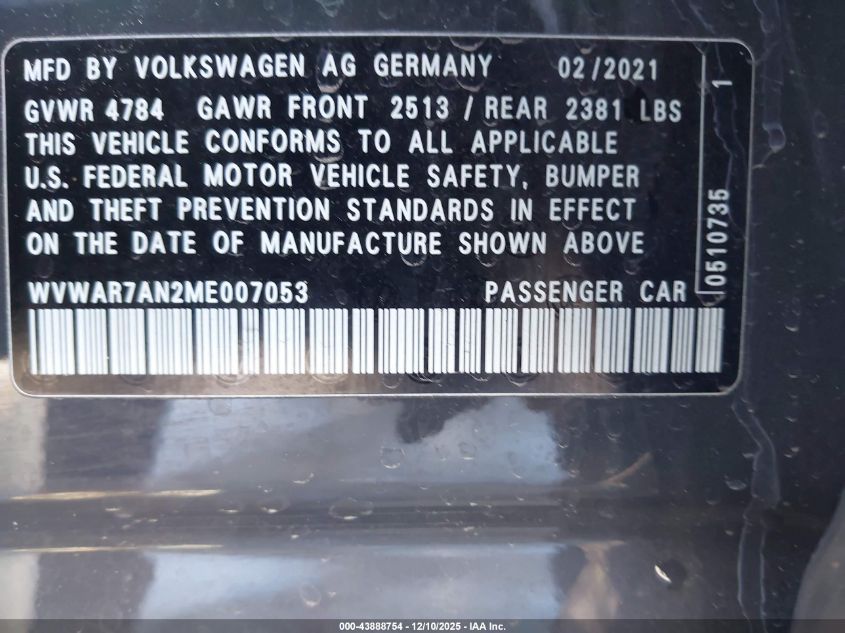 MFD BY VOLKSWAGEN AG GERMANY 02/2021
GVWR 4784 GAWR FRONT 2513 / REAR 2381 LBS
THIS VEHICLE CONFORMS TO ALL APPLICABLE
U.S. FEDERAL MOTOR VEHICLE SAFETY, BUMPER
AND THEFT PREVENTION STANDARDS IN EFFECT
ON THE DATE OF MANUFACTURE SHOWN ABOVE
WVWAR7AN2ME007053 PASSENGER CAR
0510735 1
000-43888754 - 12/10/2025 - IAA Inc.